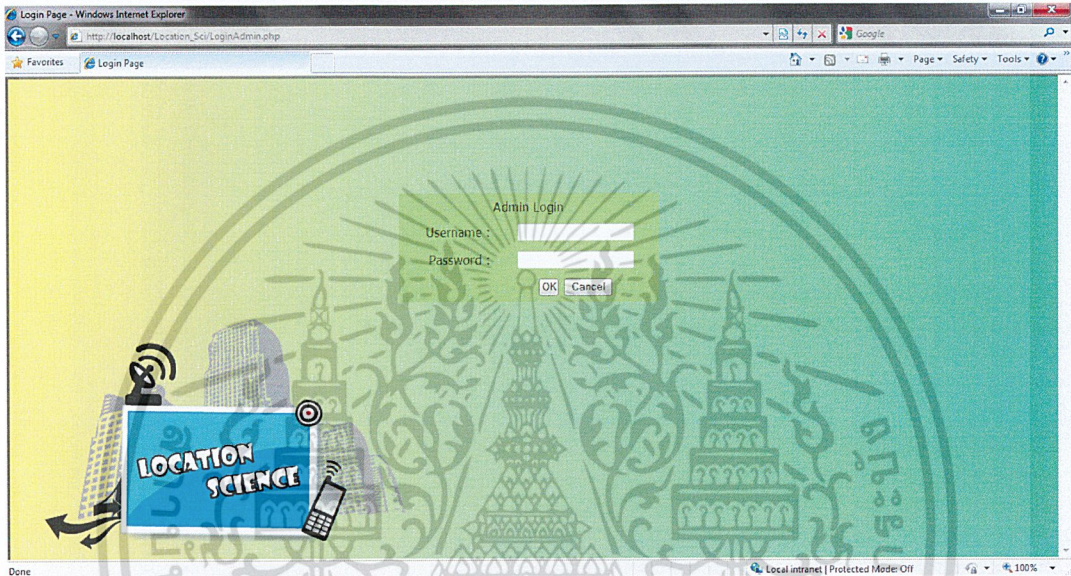 Login Page - Windows Internet Explorer
http://localhost/Location_Sci/LoginAdmin.php
Google
Favorites
Login Page
Page
Safety
Tools
Admin Login
Username :
Password :
OK
Cancel
LOCATION
SCIENCE
Done
Local intranet | Protected Mode: Off
100%